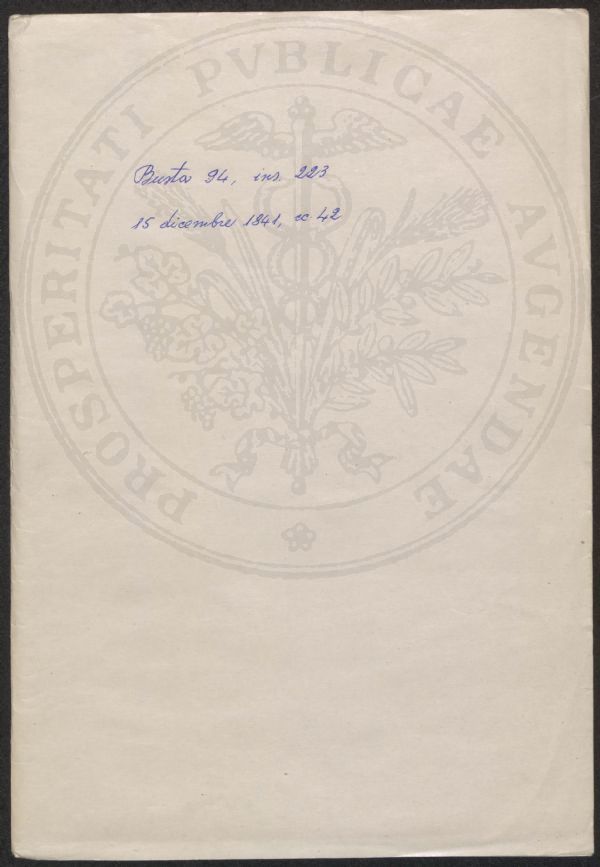 PROSPERITATI PVBLICAE AVGENDAE
Busta 94, ins. 223
15 dicembre 1841, cc 42